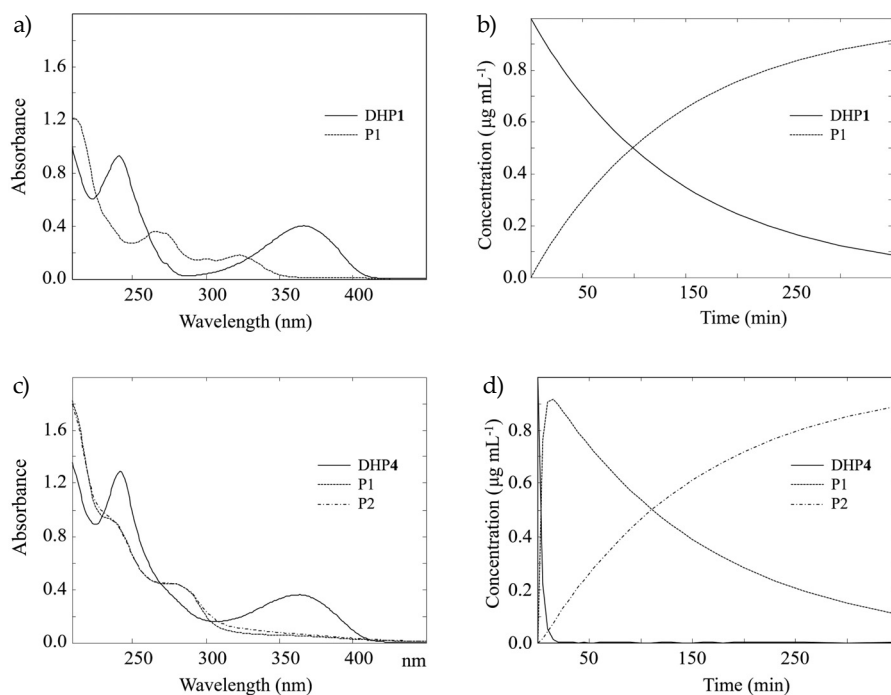 a)
Absorbance
1.8
1.6
1.2
0.8
0.4
0.0
250
300
350
400
Wavelength (nm)
DHP1
P1
b)
Concentration (µg mL⁻¹)
0.8
0.6
0.4
0.2
0.0
50
150
250
Time (min)
DHP1
P1
c)
Absorbance
1.6
1.2
0.8
0.4
0.0
250
300
350
400
nm
Wavelength (nm)
DHP4
P1
P2
d)
Concentration (µg mL⁻¹)
0.8
0.6
0.4
0.2
0.0
50
150
250
Time (min)
DHP4
P1
P2